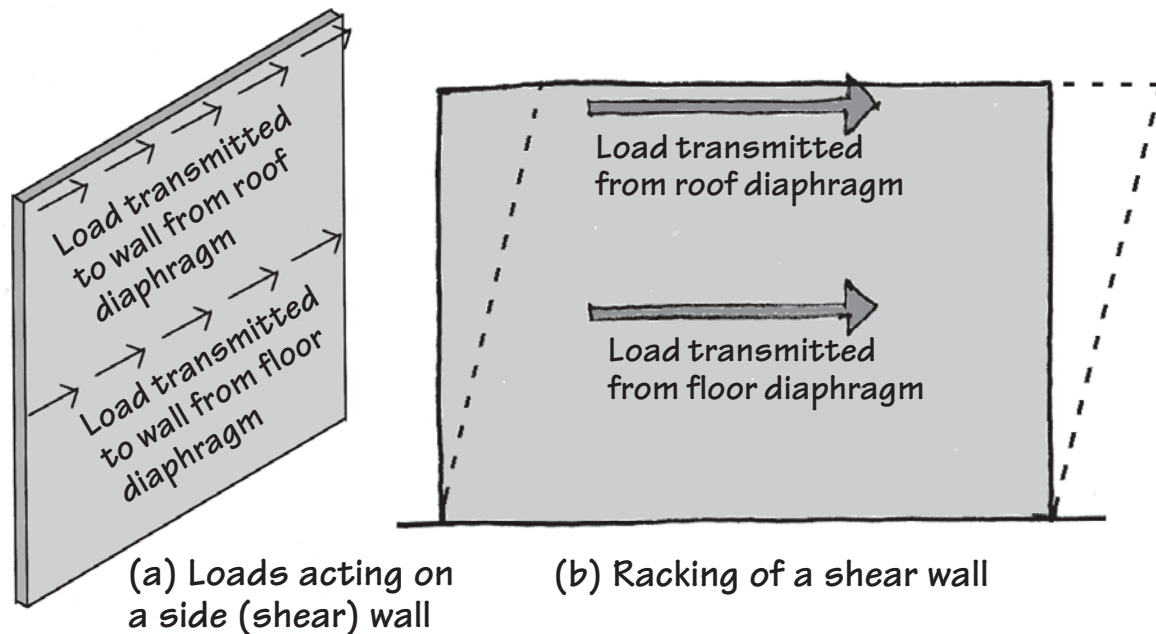 Load transmitted
to wall from roof
diaphragm
Load transmitted
to wall from floor
diaphragm
(a) Loads acting on
a side (shear) wall
Load transmitted
from roof diaphragm
Load transmitted
from floor diaphragm
(b) Racking of a shear wall